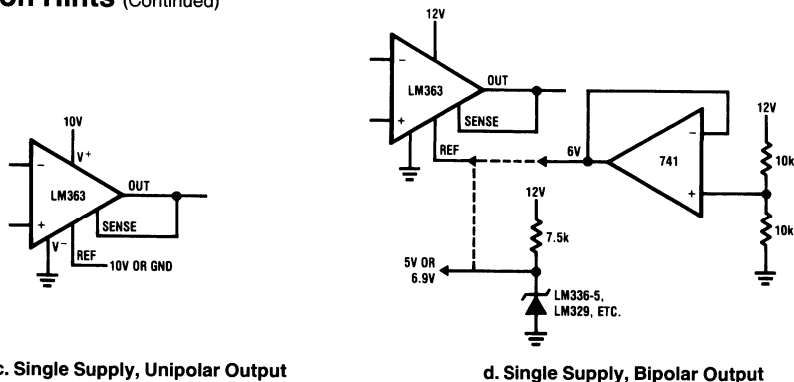 Hints (Continued)
10V
V+
−
LM363
OUT
+
SENSE
V−
REF
10V OR GND
c. Single Supply, Unipolar Output
12V
−
LM363
OUT
+
SENSE
REF
6V
741
−
+
12V
10k
10k
12V
7.5k
5V OR
6.9V
LM336-5,
LM329, ETC.
d. Single Supply, Bipolar Output